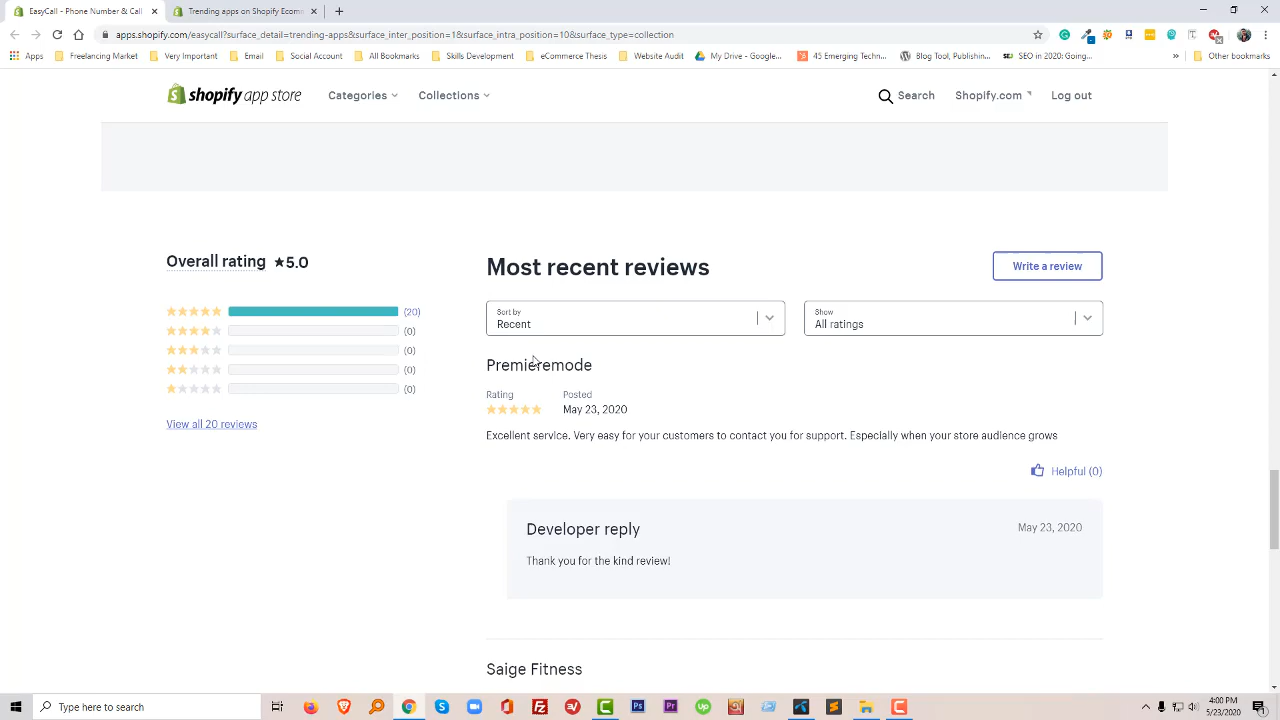 EasyCall - Phone Number & Call
Trending apps on Shopify Ecom
apps.shopify.com/easycall?surface_detail=trending-apps&surface_inter_position=1&surface_intra_position=10&surface_type=collection
Apps
Freelancing Market
Very Important
Email
Social Account
All Bookmarks
Skills Development
eCommerce Thesis
Website Audit
My Drive - Google...
45 Emerging Techn...
Blog Tool, Publishin...
SEO in 2020: Going...
»
Other bookmarks
shopify app store
Categories
Collections
Search
Shopify.com
Log out
Overall rating ★5.0
(20)
(0)
(0)
(0)
(0)
View all 20 reviews
Most recent reviews
Write a review
Sort by
Recent
Show
All ratings
Premieremode
Rating
Posted
May 23, 2020
Excellent service. Very easy for your customers to contact you for support. Especially when your store audience grows
Helpful (0)
Developer reply
May 23, 2020
Thank you for the kind review!
Saige Fitness
Type here to search
4:00 PM
5/23/2020